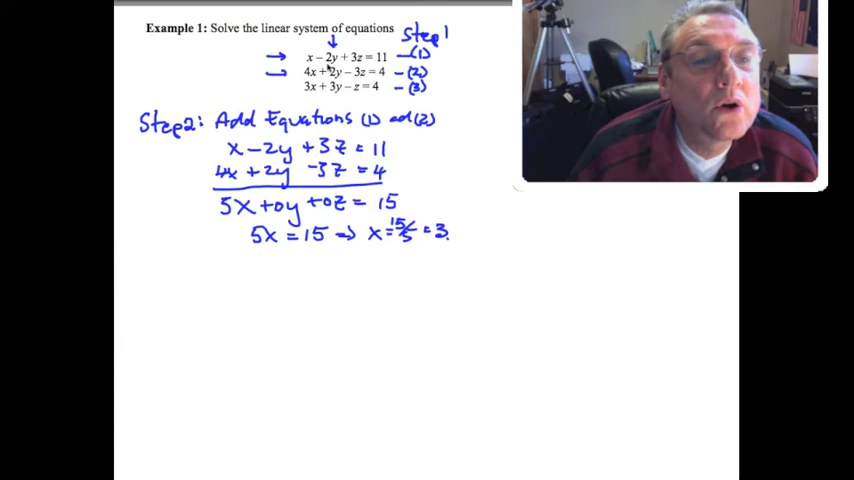 Example 1: Solve the linear system of equations
Step 1
x − 2y + 3z = 11 —(1)
4x + 2y − 3z = 4 —(2)
3x + 3y − z = 4 —(3)
Step 2: Add Equations (1) ad (2)
x − 2y + 3z = 11
4x + 2y − 3z = 4
5x + 0y + 0z = 15
5x = 15 → x = 15/5 = 3.